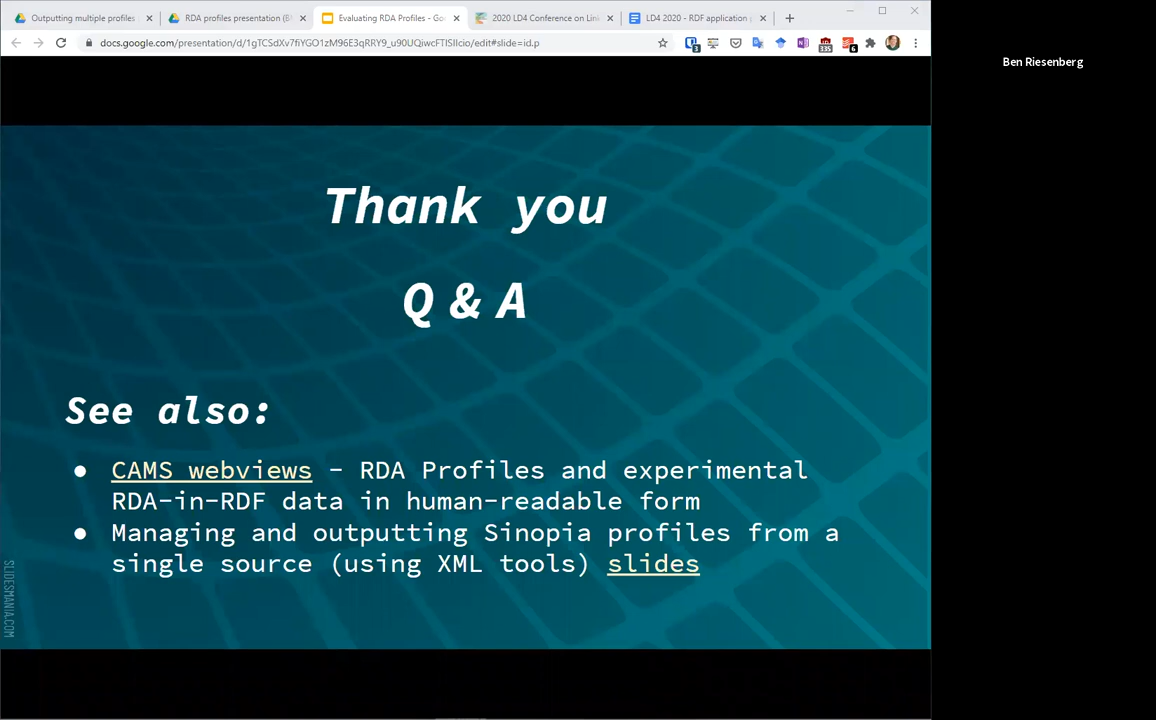 Outputting multiple profiles
RDA profiles presentation (B
Evaluating RDA Profiles - Go
2020 LD4 Conference on Link
LD4 2020 - RDF application
docs.google.com/presentation/d/1gTCSdXv7fiYGO1zM96E3qRRY9_u90UQiwcFTISlIcio/edit#slide=id.p
Ben Riesenberg
Thank you
Q & A
See also:
● CAMS webviews - RDA Profiles and experimental
RDA-in-RDF data in human-readable form
● Managing and outputting Sinopia profiles from a
single source (using XML tools) slides
SLIDESMANIA.COM